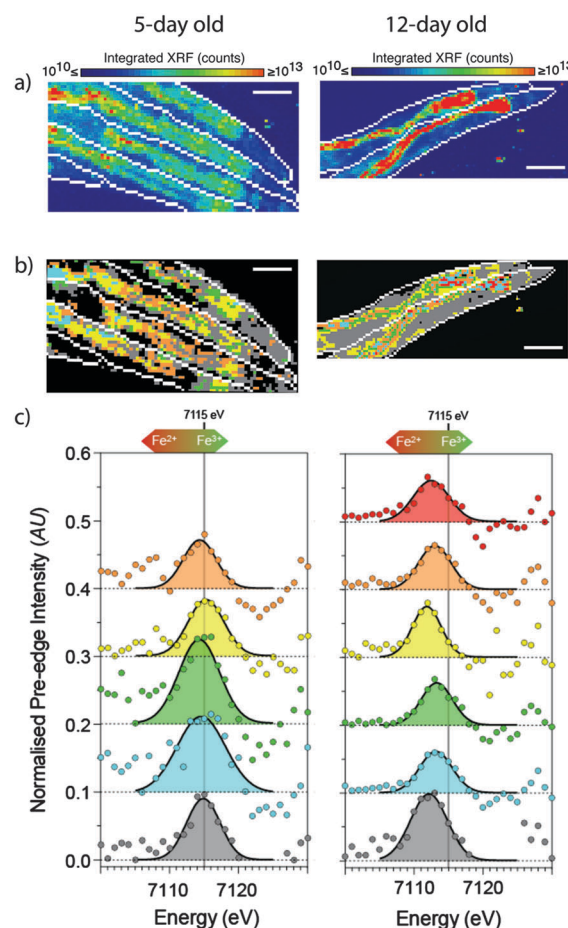 5-day old
12-day old
Integrated XRF (counts)
Integrated XRF (counts)
a)
10¹⁰≤
≥10¹³
10¹⁰≤
≥10¹³
b)
c)
7115 eV
7115 eV
Fe²⁺ Fe³⁺
Fe²⁺ Fe³⁺
Normalised Pre-edge Intensity (AU)
0.6
0.5
0.4
0.3
0.2
0.1
0.0
7110 7120
7110 7120
Energy (eV)
Energy (eV)